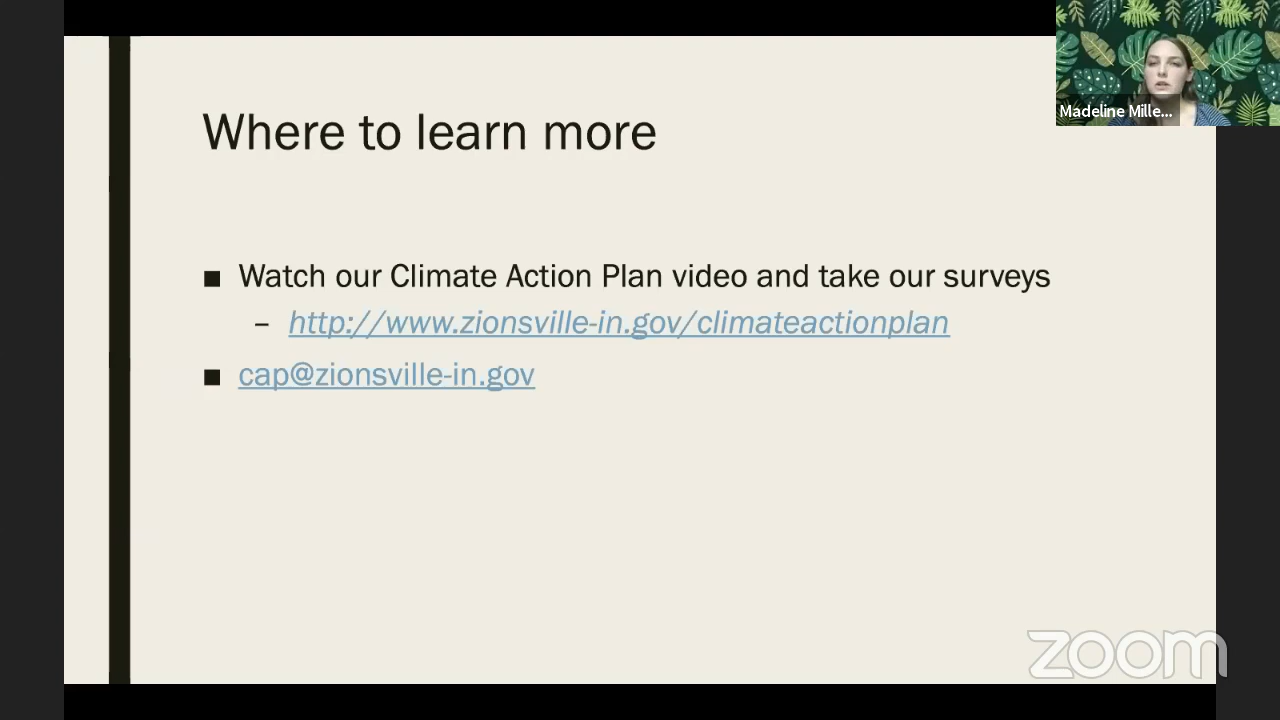 Where to learn more
Madeline Mille...
■ Watch our Climate Action Plan video and take our surveys
– http://www.zionsville-in.gov/climateactionplan
■ cap@zionsville-in.gov
zoom